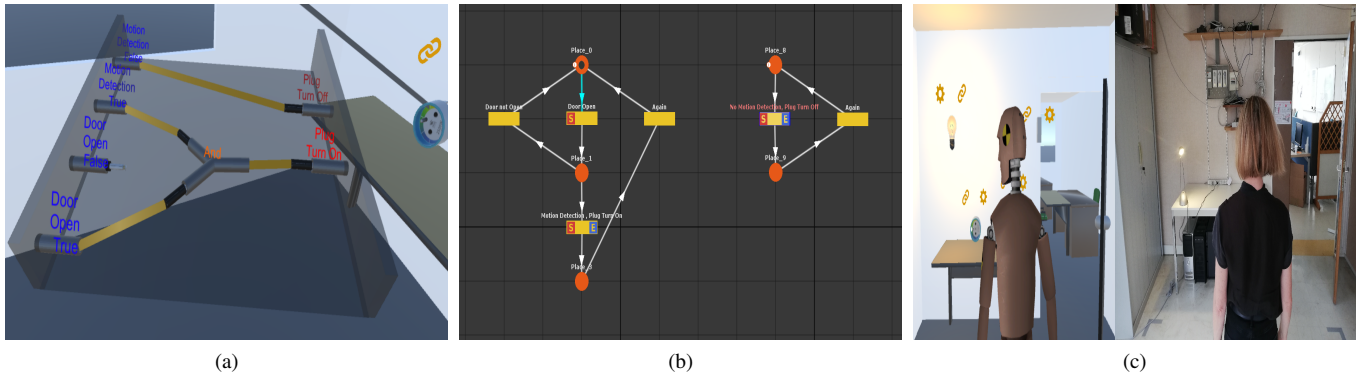 Motion
Detection
False
Motion
Detection
True
Door
Open
False
Door
Open
True
And
Plug
Turn Off
Plug
Turn On
Place_0
Door not Open
Door Open
Again
S
Place_1
Motion Detection , Plug Turn On
S E
Place_3
Place_8
No Motion Detection, Plug Turn Off
S E
Again
Place_9
(a)
(b)
(c)